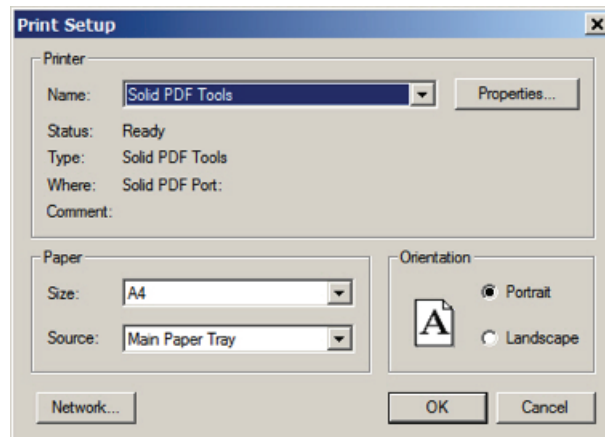 Print Setup
Printer
Name: Solid PDF Tools Properties...
Status: Ready
Type: Solid PDF Tools
Where: Solid PDF Port:
Comment:
Paper
Size: A4
Source: Main Paper Tray
Orientation
A
Portrait
Landscape
Network... OK Cancel